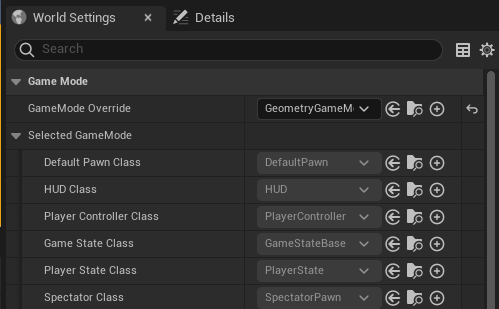 World Settings × Details
Search
Game Mode
GameMode Override GeometryGameM
Selected GameMode
Default Pawn Class DefaultPawn
HUD Class HUD
Player Controller Class PlayerController
Game State Class GameStateBase
Player State Class PlayerState
Spectator Class SpectatorPawn